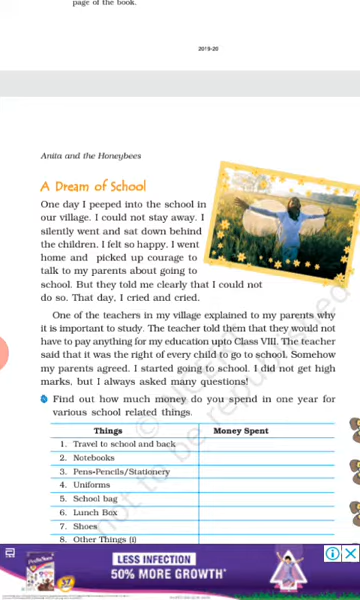 page of the book.
2019-20
Anita and the Honeybees
A Dream of School
One day I peeped into the school in
our village. I could not stay away. I
silently went and sat down behind
the children. I felt so happy. I went
home and picked up courage to
talk to my parents about going to
school. But they told me clearly that I could not
do so. That day, I cried and cried.
One of the teachers in my village explained to my parents why
it is important to study. The teacher told them that they would not
have to pay anything for my education upto Class VIII. The teacher
said that it was the right of every child to go to school. Somehow
my parents agreed. I started going to school. I did not get high
marks, but I always asked many questions!
Find out how much money do you spend in one year for
various school related things.
Things Money Spent
1. Travel to school and back
2. Notebooks
3. Pens-Pencils/Stationery
4. Uniforms
5. School bag
6. Lunch Box
7. Shoes
8. Other Things (i)
not to be republished
LESS INFECTION
50% MORE GROWTH*